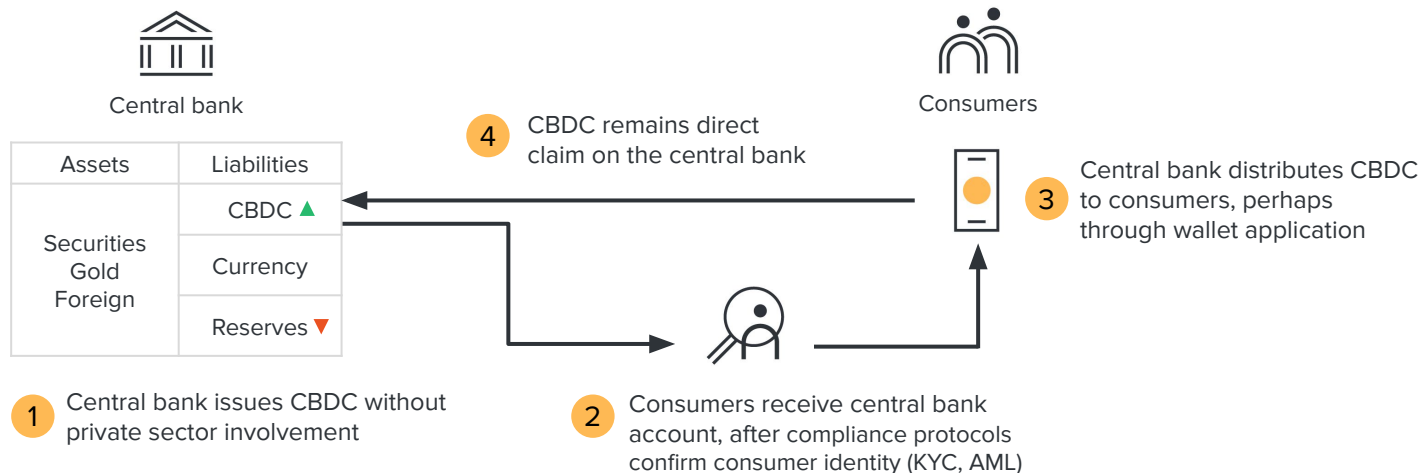 Central bank
Consumers
Assets
Liabilities
CBDC
Securities
Gold
Foreign
Currency
Reserves
4
CBDC remains direct
claim on the central bank
3
Central bank distributes CBDC
to consumers, perhaps
through wallet application
1
Central bank issues CBDC without
private sector involvement
2
Consumers receive central bank
account, after compliance protocols
confirm consumer identity (KYC, AML)